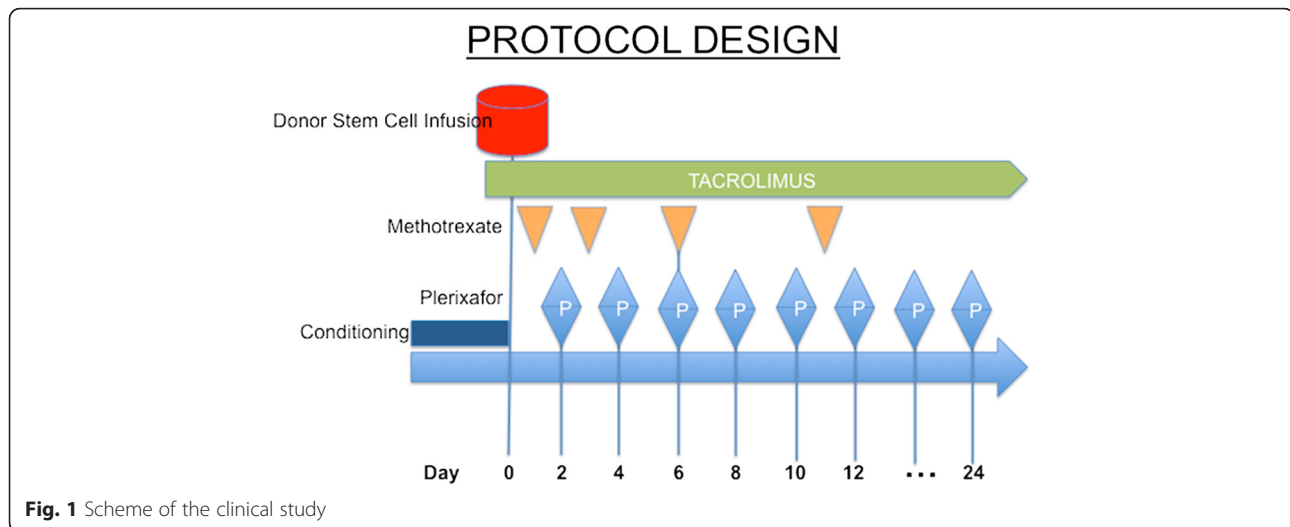 PROTOCOL DESIGN
Donor Stem Cell Infusion
TACROLIMUS
Methotrexate
Plerixafor
P P P P P P P P
Conditioning
Day 0 2 4 6 8 10 12 ... 24
Fig. 1 Scheme of the clinical study